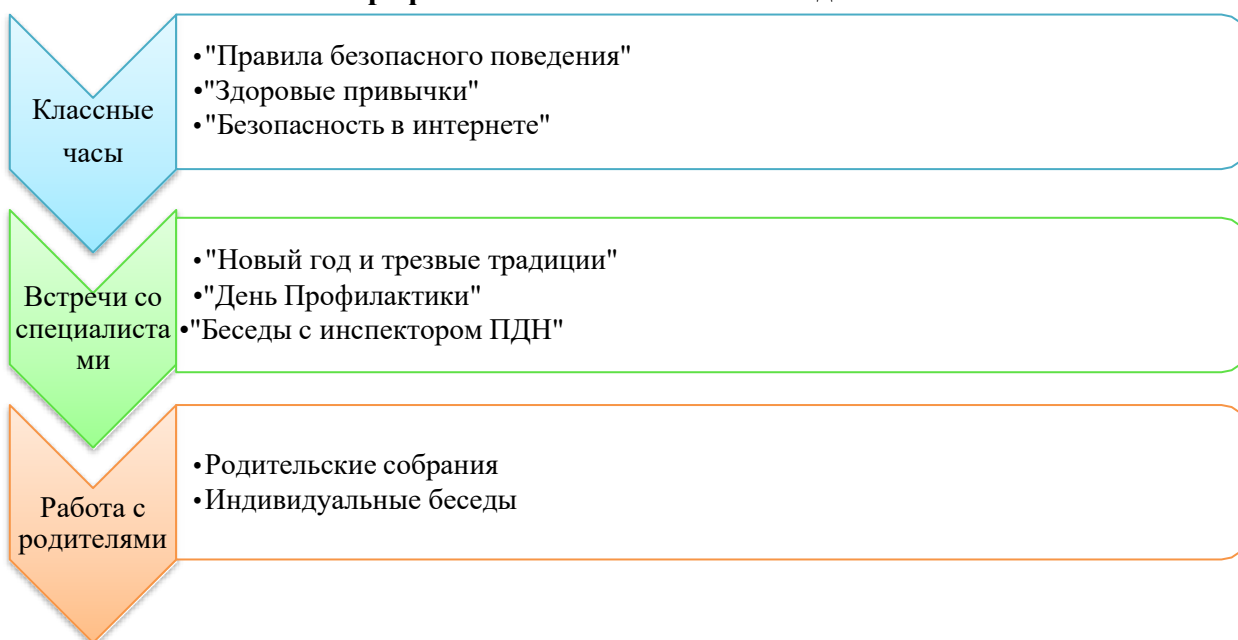 Классные
часы
•"Правила безопасного поведения"
•"Здоровые привычки"
•"Безопасность в интернете"
Встречи со
специалиста
ми
•"Новый год и трезвые традиции"
•"День Профилактики"
•"Беседы с инспектором ПДН"
Работа с
родителями
•Родительские собрания
•Индивидуальные беседы